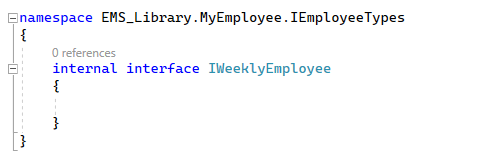 namespace EMS_Library.MyEmployee.IEmployeeTypes
{
0 references
internal interface IWeeklyEmployee
{
}
}